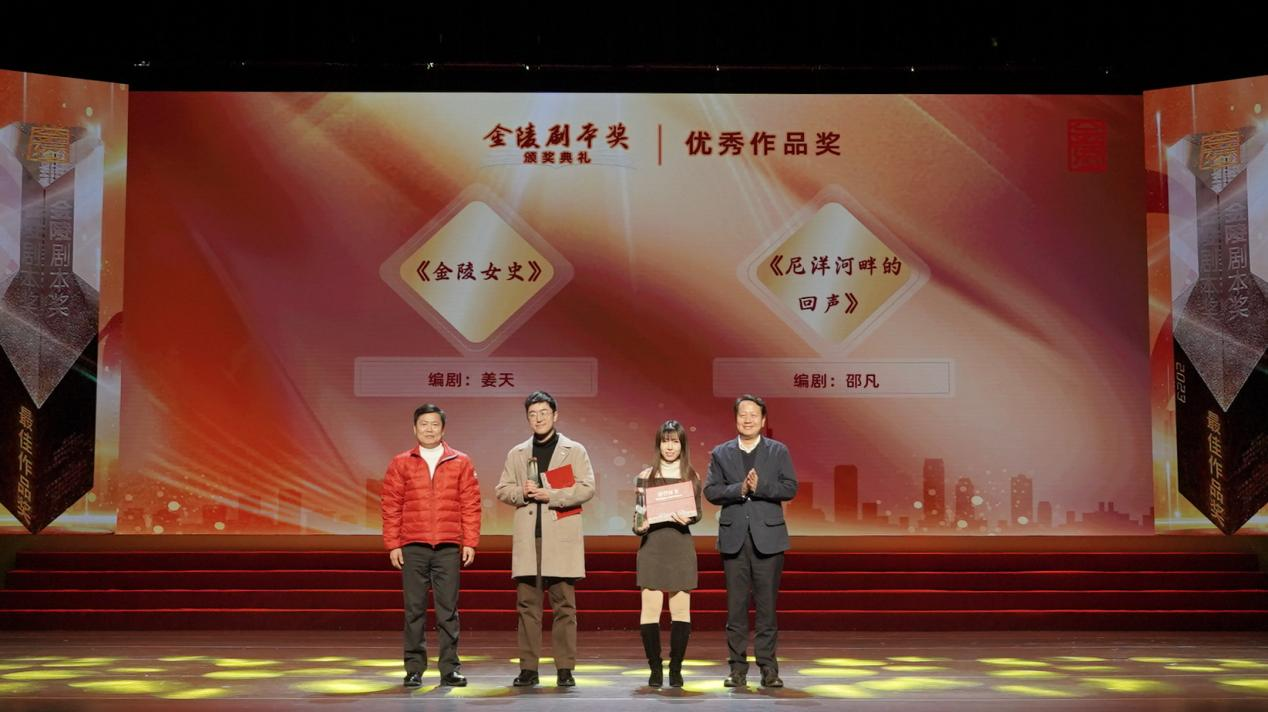 金陵剧本奖
颁奖典礼
优秀作品奖
《金陵女史》
《尼洋河畔的
回声》
编剧：姜天
编剧：邵凡
金陵剧本奖
最佳作品奖
金陵剧本奖
2023
最佳作品奖